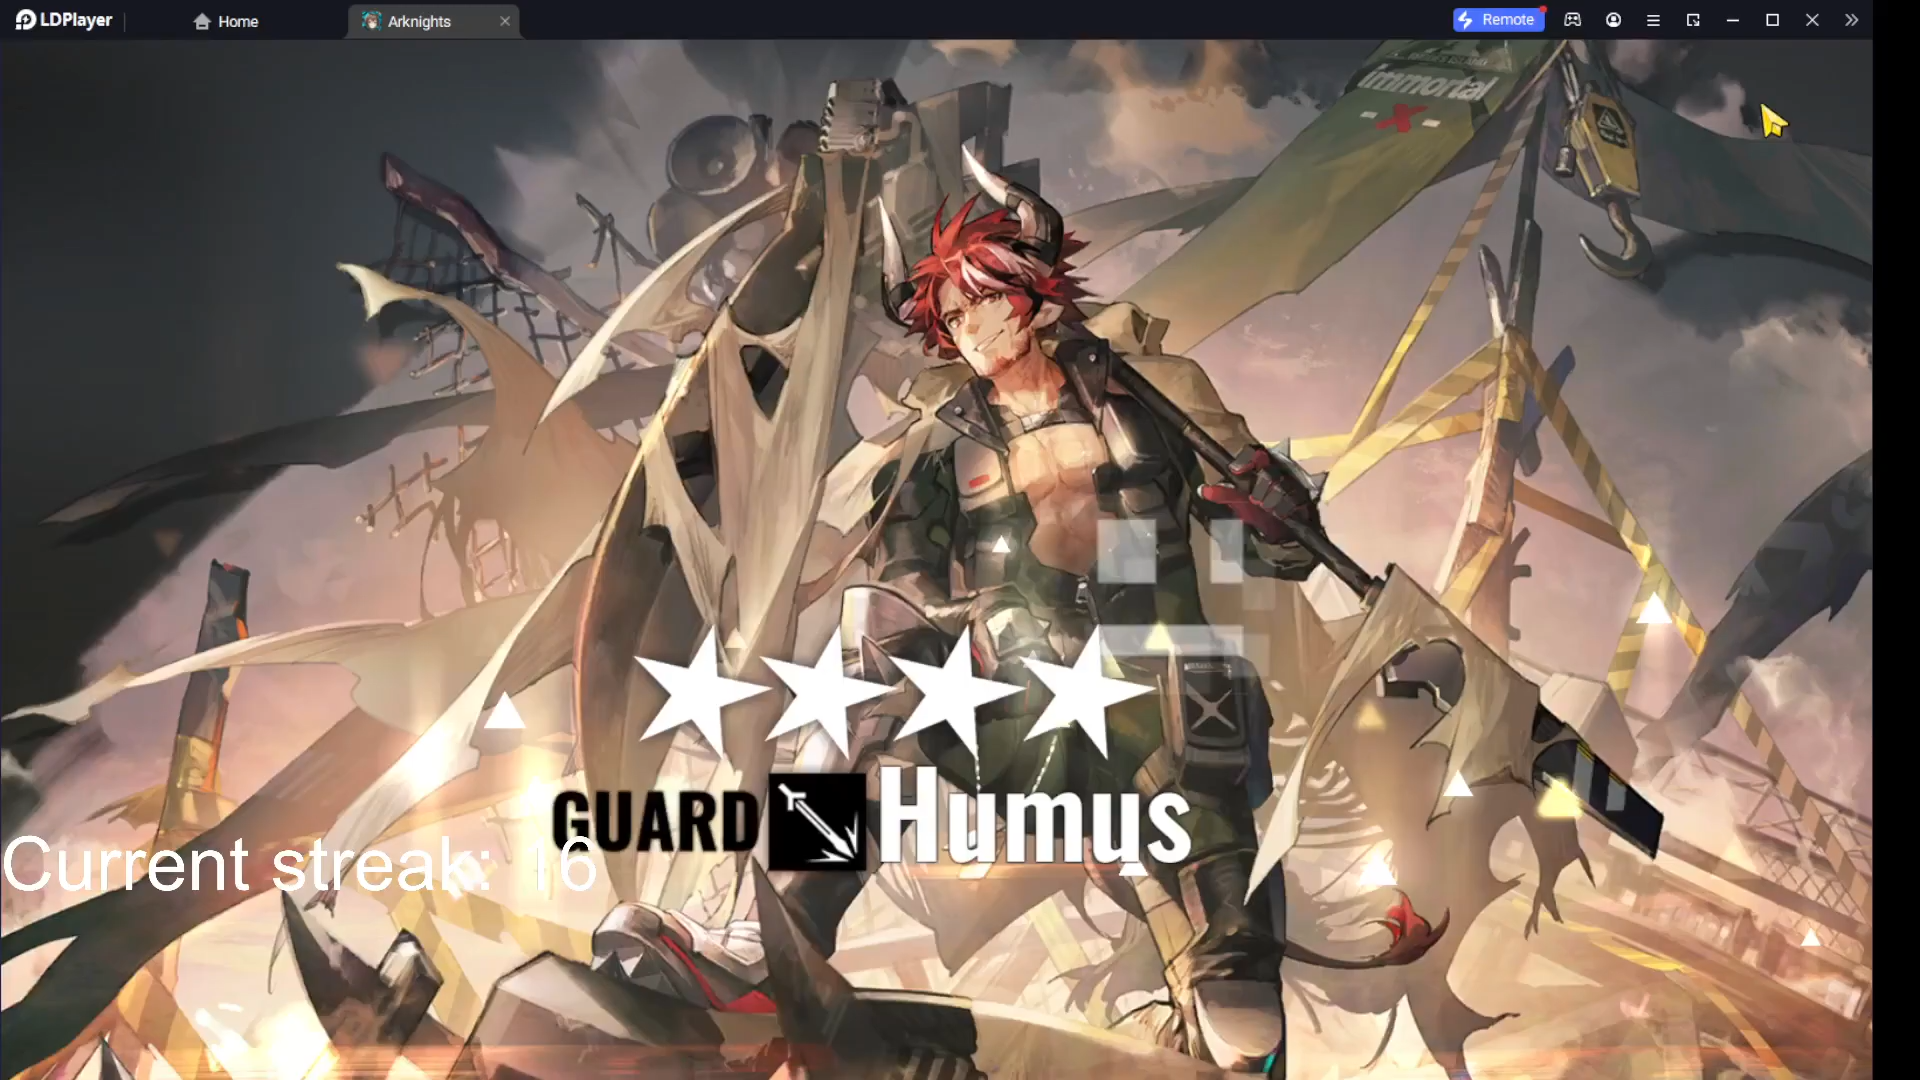 LDPlayer
Home
Arknights
Remote
immortal
GUARD
Humus
Current streak: 16